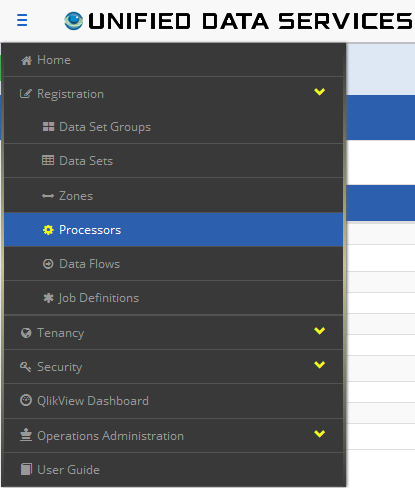 UNIFIED DATA SERVICES
Home
Registration
Data Set Groups
Data Sets
Zones
Processors
Data Flows
Job Definitions
Tenancy
Security
QlikView Dashboard
Operations Administration
User Guide